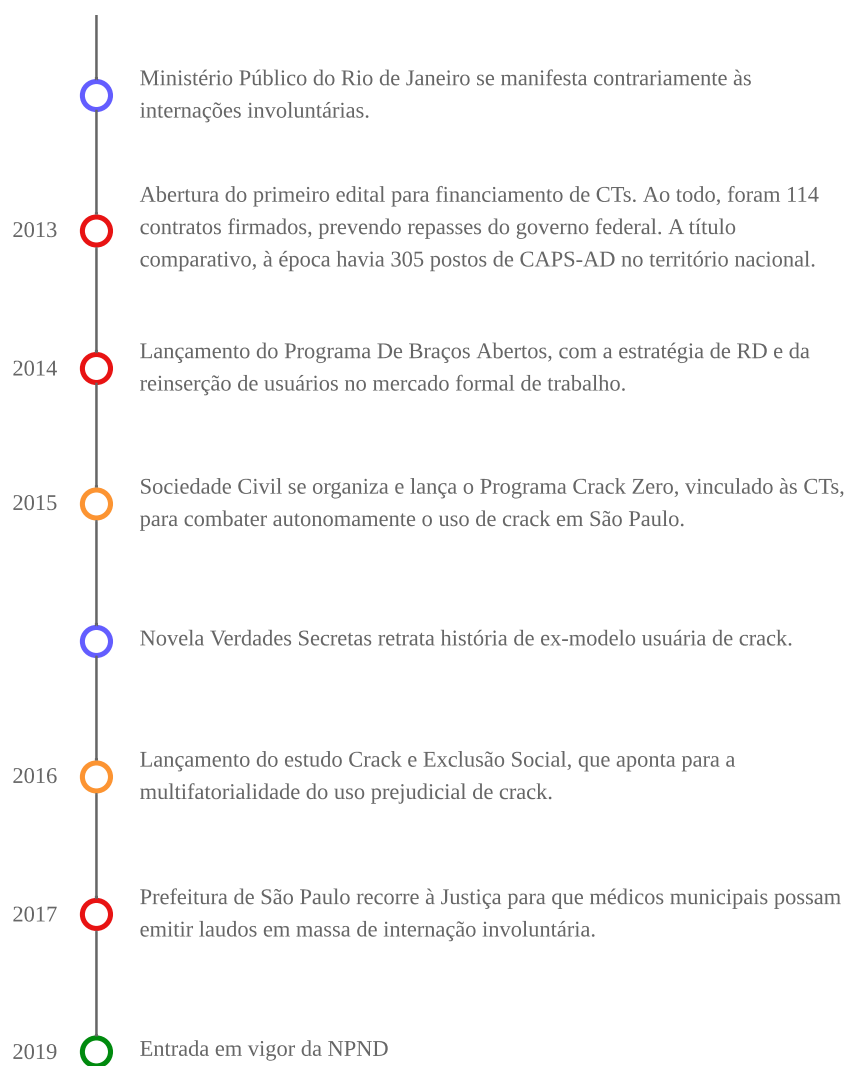 Ministério Público do Rio de Janeiro se manifesta contrariamente às
internações involuntárias.
2013
Abertura do primeiro edital para financiamento de CTs. Ao todo, foram 114
contratos firmados, prevendo repasses do governo federal. A título
comparativo, à época havia 305 postos de CAPS-AD no território nacional.
2014
Lançamento do Programa De Braços Abertos, com a estratégia de RD e da
reinserção de usuários no mercado formal de trabalho.
2015
Sociedade Civil se organiza e lança o Programa Crack Zero, vinculado às CTs,
para combater autonomamente o uso de crack em São Paulo.
Novela Verdades Secretas retrata história de ex-modelo usuária de crack.
2016
Lançamento do estudo Crack e Exclusão Social, que aponta para a
multifatorialidade do uso prejudicial de crack.
2017
Prefeitura de São Paulo recorre à Justiça para que médicos municipais possam
emitir laudos em massa de internação involuntária.
2019
Entrada em vigor da NPND